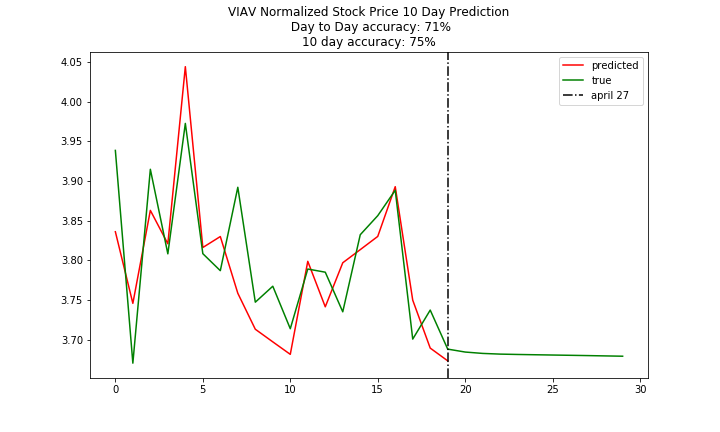 VIAV Normalized Stock Price 10 Day Prediction
Day to Day accuracy: 71%
10 day accuracy: 75%
predicted
true
april 27
4.05
4.00
3.95
3.90
3.85
3.80
3.75
3.70
0
5
10
15
20
25
30